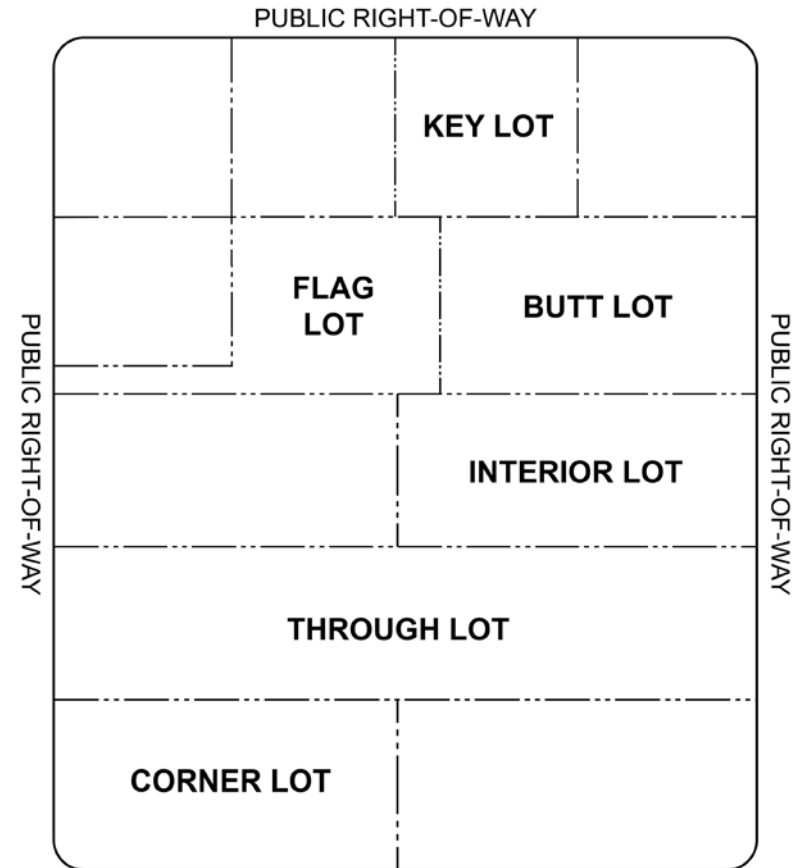 PUBLIC RIGHT-OF-WAY
KEY LOT
FLAG
LOT
BUTT LOT
PUBLIC RIGHT-OF-WAY
PUBLIC RIGHT-OF-WAY
INTERIOR LOT
THROUGH LOT
CORNER LOT